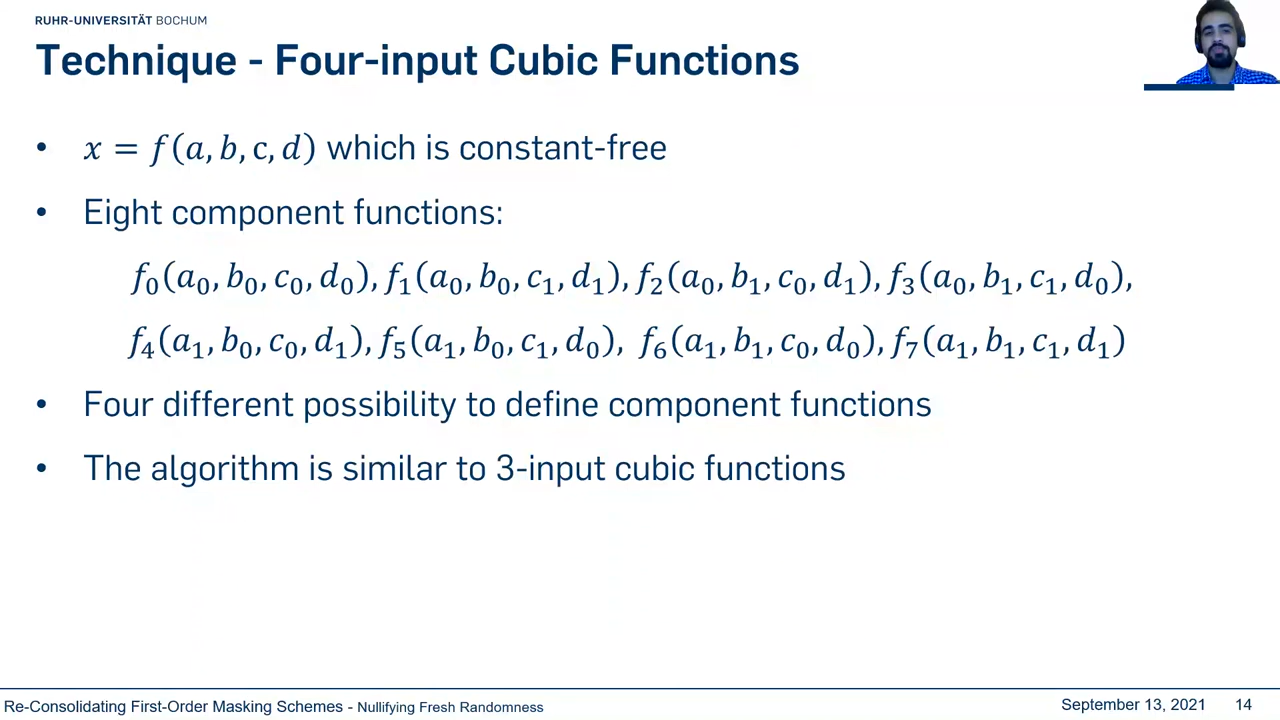 RUHR-UNIVERSITÄT BOCHUM
Technique - Four-input Cubic Functions
• x = f(a, b, c, d) which is constant-free
• Eight component functions:
f₀(a₀, b₀, c₀, d₀), f₁(a₀, b₀, c₁, d₁), f₂(a₀, b₁, c₀, d₁), f₃(a₀, b₁, c₁, d₀),
f₄(a₁, b₀, c₀, d₁), f₅(a₁, b₀, c₁, d₀), f₆(a₁, b₁, c₀, d₀), f₇(a₁, b₁, c₁, d₁)
• Four different possibility to define component functions
• The algorithm is similar to 3-input cubic functions
Re-Consolidating First-Order Masking Schemes - Nullifying Fresh Randomness
September 13, 2021 14